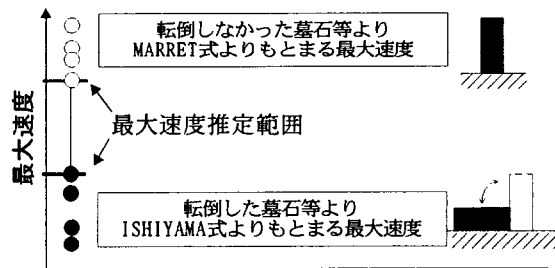 転倒しなかった墓石等より
MARRET式よりもとまる最大速度
最大速度推定範囲
最大速度
転倒した墓石等より
ISHIYAMA式よりもとまる最大速度